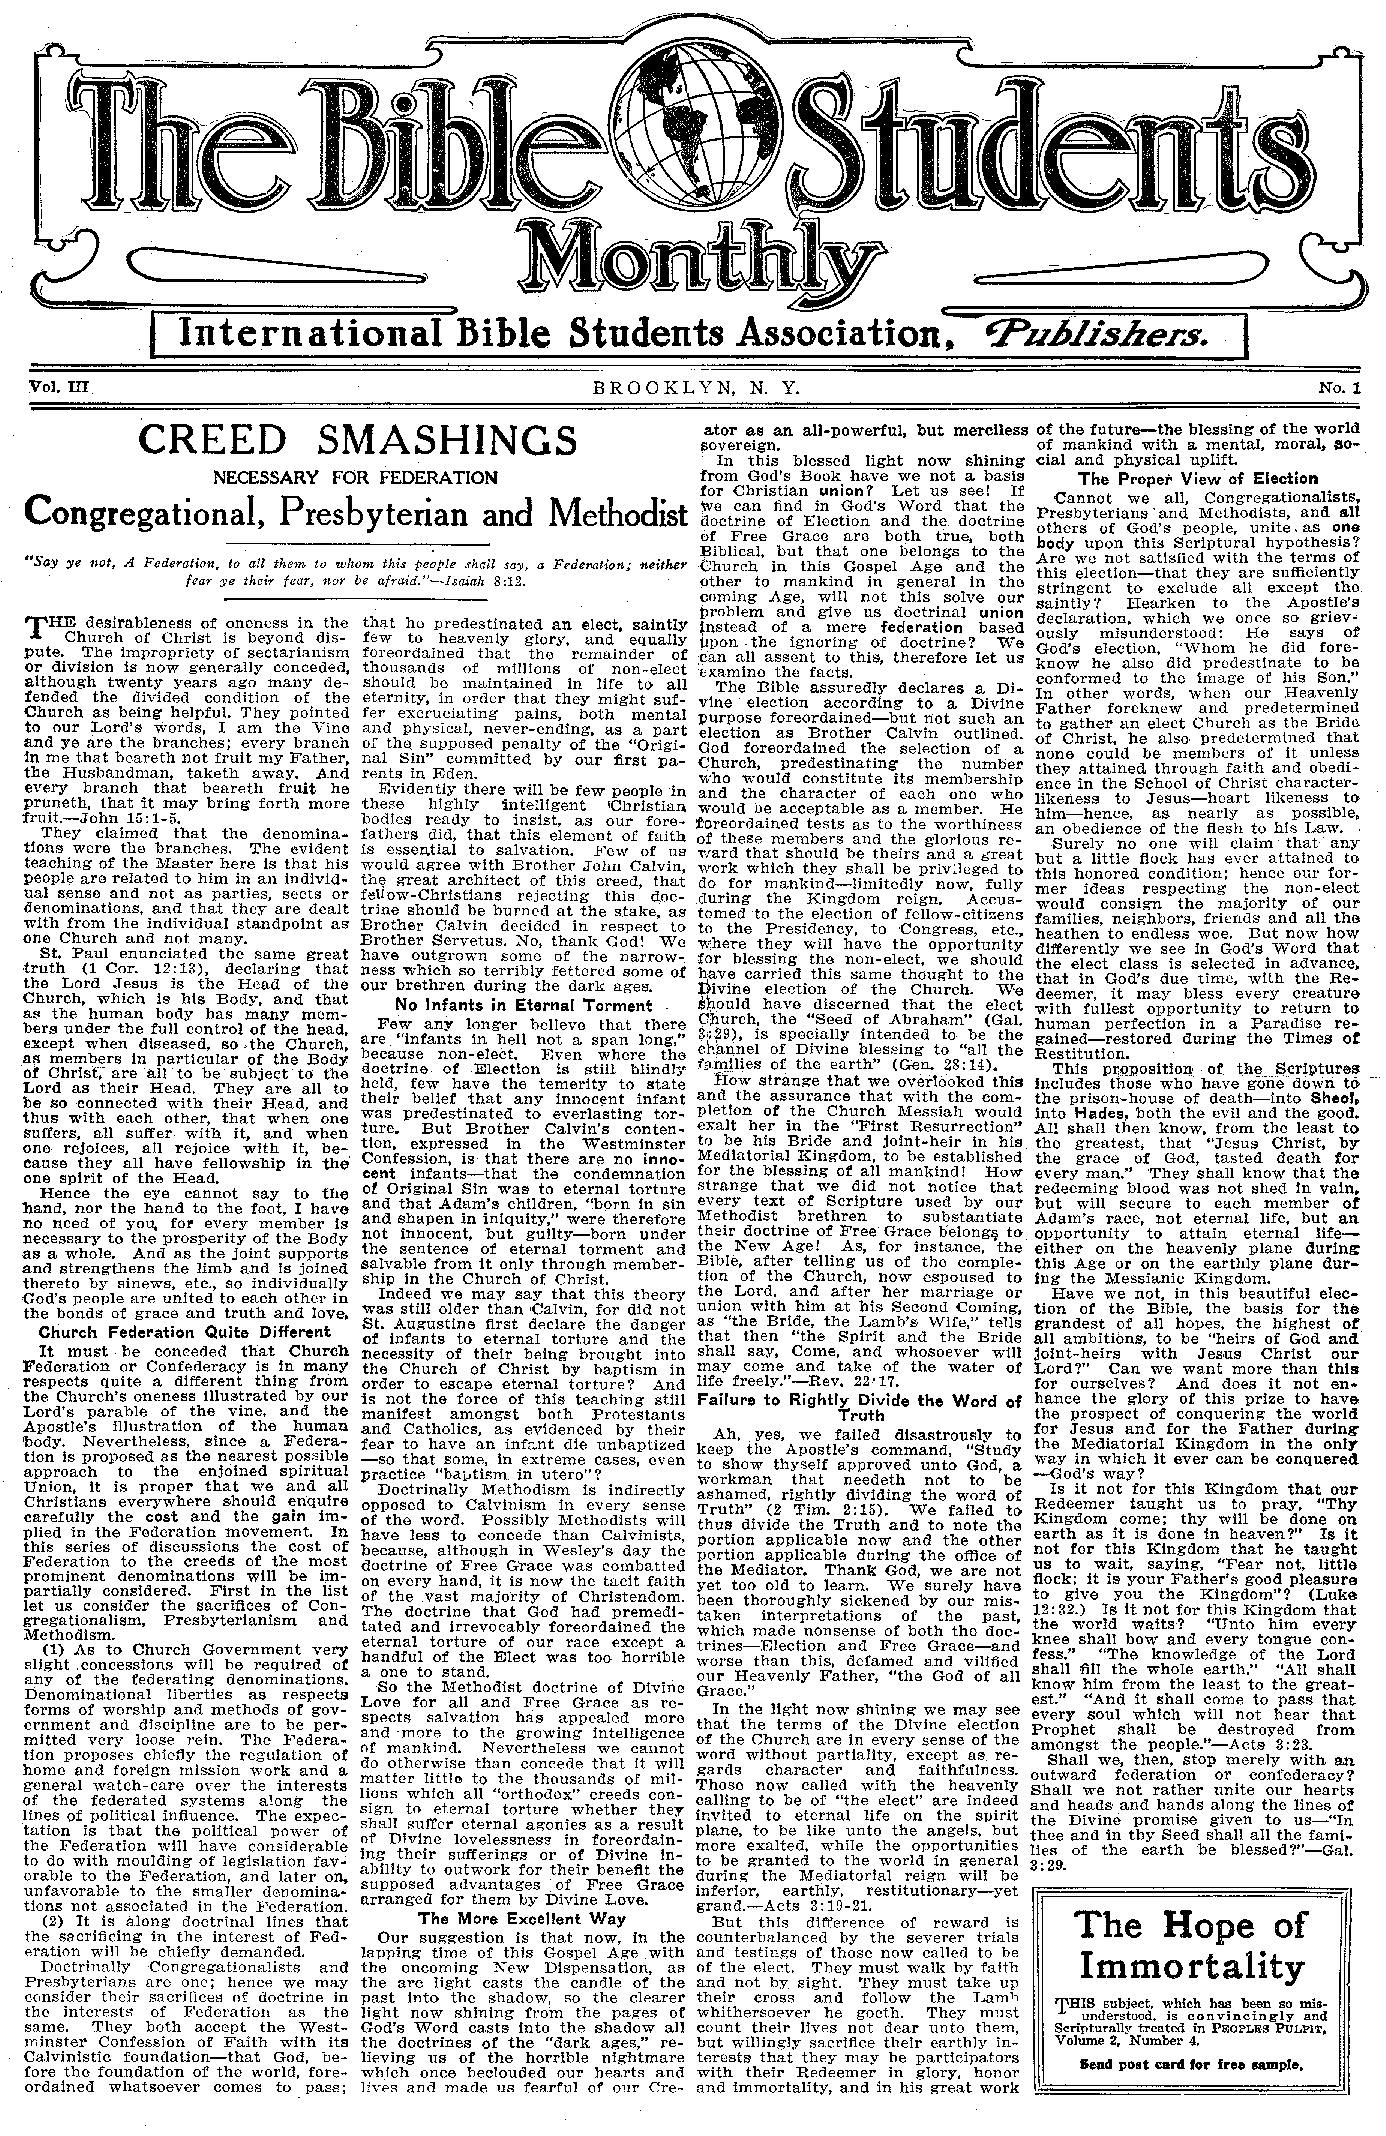 The Bible Students
Monthly
International Bible Students Association, Publishers.
Vol. III
BROOKLYN, N. Y.
No. 1
CREED SMASHINGS
NECESSARY FOR FEDERATION
Congregational, Presbyterian and Methodist
"Say ye not, A Federation, to all them to whom this people shall say, a Federation; neither
fear ye their fear, nor be afraid."—Isaiah 8:12.
THE desirableness of oneness in the
Church of Christ is beyond dis-
pute. The impropriety of sectarianism
or division is now generally conceded,
although twenty years ago many de-
fended the divided condition of the
Church as being helpful. They pointed
to our Lord's words, I am the Vine
and ye are the branches; every branch
in me that beareth not fruit my Father,
the Husbandman, taketh away. And
every branch that beareth fruit he
pruneth, that it may bring forth more
fruit.—John 15:1-5.
They claimed that the denomina-
tions were the branches. The evident
teaching of the Master here is that his
people are related to him in an individ-
ual sense and not as parties, sects or
denominations, and that they are dealt
with from the individual standpoint as
one Church and not many.
St. Paul enunciated the same great
truth (1 Cor. 12:13), declaring that
the Lord Jesus is the Head of the
Church, which is his Body, and that
as the human body has many mem-
bers under the full control of the head,
except when diseased, so the Church,
as members in particular of the Body
of Christ, are all to be subject to the
Lord as their Head. They are all to
be so connected with their Head, and
thus with each other, that when one
suffers, all suffer with it, and when
one rejoices, all rejoice with it, be-
cause they all have fellowship in the
one spirit of the Head.
Hence the eye cannot say to the
hand, nor the hand to the foot, I have
no need of you, for every member is
necessary to the prosperity of the Body
as a whole. And as the joint supports
and strengthens the limb and is joined
thereto by sinews, etc., so individually
God's people are united to each other in
the bonds of grace and truth and love.
Church Federation Quite Different
It must be conceded that Church
Federation or Confederacy is in many
respects quite a different thing from
the Church's oneness illustrated by our
Lord's parable of the vine, and the
Apostle's illustration of the human
body. Nevertheless, since a Federa-
tion is proposed as the nearest possible
approach to the enjoined spiritual
Union, it is proper that we and all
Christians everywhere should enquire
carefully the cost and the gain im-
plied in the Federation movement. In
this series of discussions the cost of
Federation to the creeds of the most
prominent denominations will be im-
partially considered. First in the list
let us consider the sacrifices of Con-
gregationalism, Presbyterianism and
Methodism.
(1) As to Church Government very
slight concessions will be required of
any of the federating denominations.
Denominational liberties as respects
forms of worship and methods of gov-
ernment and discipline are to be per-
mitted very loose rein. The Federa-
tion proposes chiefly the regulation of
home and foreign mission work and a
general watch-care over the interests
of the federated systems along the
lines of political influence. The expec-
tation is that the political power of
the Federation will have considerable
to do with moulding of legislation fav-
orable to the Federation, and later on,
unfavorable to the smaller denomina-
tions not associated in the Federation.
(2) It is along doctrinal lines that
the sacrificing in the interest of Fed-
eration will be chiefly demanded.
Doctrinally Congregationalists and
Presbyterians are one; hence we may
consider their sacrifices of doctrine in
the interests of Federation as the
same. They both accept the West-
minster Confession of Faith with its
Calvinistic foundation—that God, be-
fore the foundation of the world, fore-
ordained whatsoever comes to pass;
that he predestinated an elect, saintly
few to heavenly glory, and equally
foreordained that the remainder of
thousands of millions of non-elect
should be maintained in life to all
eternity, in order that they might suf-
fer excruciating pains, both mental
and physical, never-ending, as a part
of the supposed penalty of the "Origi-
nal Sin" committed by our first pa-
rents in Eden.
Evidently there will be few people in
these highly intelligent Christian
bodies ready to insist, as our fore-
fathers did, that this element of faith
is essential to salvation. Few of us
would agree with Brother John Calvin,
the great architect of this creed, that
fellow-Christians rejecting this doc-
trine should be burned at the stake, as
Brother Calvin decided in respect to
Brother Servetus. No, thank God! We
have outgrown some of the narrow-
ness which so terribly fettered some of
our brethren during the dark ages.
No Infants in Eternal Torment
Few any longer believe that there
are "infants in hell not a span long,"
because non-elect. Even where the
doctrine of Election is still blindly
held, few have the temerity to state
their belief that any innocent infant
was predestinated to everlasting tor-
ture. But Brother Calvin's conten-
tion, expressed in the Westminster
Confession, is that there are no inno-
cent infants—that the condemnation
of Original Sin was to eternal torture
and that Adam's children, "born in sin
and shapen in iniquity," were therefore
not innocent, but guilty—born under
the sentence of eternal torment and
salvable from it only through member-
ship in the Church of Christ.
Indeed we may say that this theory
was still older than Calvin, for did not
St. Augustine first declare the danger
of infants to eternal torture and the
necessity of their being brought into
the Church of Christ by baptism in
order to escape eternal torture? And
is not the force of this teaching still
manifest amongst both Protestants
and Catholics, as evidenced by their
fear to have an infant die unbaptized
—so that some, in extreme cases, even
practice "baptism in utero"?
Doctrinally Methodism is indirectly
opposed to Calvinism in every sense
of the word. Possibly Methodists will
have less to concede than Calvinists,
because, although in Wesley's day the
doctrine of Free Grace was combatted
on every hand, it is now the tacit faith
of the vast majority of Christendom.
The doctrine that God had premedi-
tated and irrevocably foreordained the
eternal torture of our race except a
handful of the Elect was too horrible
a one to stand.
So the Methodist doctrine of Divine
Love for all and Free Grace as re-
spects salvation has appealed more
and more to the growing intelligence
of mankind. Nevertheless we cannot
do otherwise than concede that it will
matter little to the thousands of mil-
lions which all "orthodox" creeds con-
sign to eternal torture whether they
shall suffer eternal agonies as a result
of Divine lovelessness in foreordain-
ing their sufferings or of Divine in-
ability to outwork for their benefit the
supposed advantages of Free Grace
arranged for them by Divine Love.
The More Excellent Way
Our suggestion is that now, in the
lapping time of this Gospel Age with
the oncoming New Dispensation, as
the arc light casts the candle of the
past into the shadow, so the clearer
light now shining from the pages of
God's Word casts into the shadow all
the doctrines of the "dark ages," re-
lieving us of the horrible nightmare
which once beclouded our hearts and
lives and made us fearful of our Cre-
ator as an all-powerful, but merciless
sovereign.
In this blessed light now shining
from God's Book have we not a basis
for Christian union? Let us see! If
we can find in God's Word that the
doctrine of Election and the doctrine
of Free Grace are both true, both
Biblical, but that one belongs to the
Church in this Gospel Age and the
other to mankind in general in the
coming Age, will not this solve our
problem and give us doctrinal union
instead of a mere federation based
upon the ignoring of doctrine? We
can all assent to this, therefore let us
examine the facts.
The Bible assuredly declares a Di-
vine election according to a Divine
purpose foreordained—but not such an
election as Brother Calvin outlined.
God foreordained the selection of a
Church, predestinating the number
who would constitute its membership
and the character of each one who
would be acceptable as a member. He
foreordained tests as to the worthiness
of these members and the glorious re-
ward that should be theirs and a great
work which they shall be privileged to
do for mankind—limitedly now, fully
during the Kingdom reign. Accus-
tomed to the election of fellow-citizens
to the Presidency, to Congress, etc.,
where they will have the opportunity
for blessing the non-elect, we should
have carried this same thought to the
Divine election of the Church. We
should have discerned that the elect
Church, the "Seed of Abraham" (Gal.
3:29), is specially intended to be the
channel of Divine blessing to "all the
families of the earth" (Gen. 28:14).
How strange that we overlooked this
and the assurance that with the com-
pletion of the Church Messiah would
exalt her in the "First Resurrection"
to be his Bride and joint-heir in his
Mediatorial Kingdom, to be established
for the blessing of all mankind! How
strange that we did not notice that
every text of Scripture used by our
Methodist brethren to substantiate
their doctrine of Free Grace belongs to
the New Age! As, for instance, the
Bible, after telling us of the comple-
tion of the Church, now espoused to
the Lord, and after her marriage or
union with him at his Second Coming,
as "the Bride, the Lamb's Wife," tells
that then "the Spirit and the Bride
shall say, Come, and whosoever will
may come and take of the water of
life freely."—Rev. 22:17.
Failure to Rightly Divide the Word of
Truth
Ah, yes, we failed disastrously to
keep the Apostle's command, "Study
to show thyself approved unto God, a
workman that needeth not to be
ashamed, rightly dividing the word of
Truth" (2 Tim. 2:15). We failed to
thus divide the Truth and to note the
portion applicable now and the other
portion applicable during the office of
the Mediator. Thank God, we are not
yet too old to learn. We surely have
been thoroughly sickened by our mis-
taken interpretations of the past,
which made nonsense of both the doc-
trines—Election and Free Grace—and
worse than this, defamed and vilified
our Heavenly Father, "the God of all
Grace."
In the light now shining we may see
that the terms of the Divine election
of the Church are in every sense of the
word without partiality, except as re-
gards character and faithfulness.
Those now called with the heavenly
calling to be of "the elect" are indeed
invited to eternal life on the spirit
plane, to be like unto the angels, but
more exalted, while the opportunities
to be granted to the world in general
during the Mediatorial reign will be
inferior, earthly, restitutionary—yet
grand.—Acts 3:19-21.
But this difference of reward is
counterbalanced by the severer trials
and testings of those now called to be
of the elect. They must walk by faith
and not by sight. They must take up
their cross and follow the Lamb
whithersoever he goeth. They must
count their lives not dear unto them,
but willingly sacrifice their earthly in-
terests that they may be participators
with their Redeemer in glory, honor
and immortality, and in his great work
of the future—the blessing of the world
of mankind with a mental, moral, so-
cial and physical uplift.
The Proper View of Election
Cannot we all, Congregationalists,
Presbyterians and Methodists, and all
others of God's people, unite as one
body upon this Scriptural hypothesis?
Are we not satisfied with the terms of
this election—that they are sufficiently
stringent to exclude all except the
saintly? Hearken to the Apostle's
declaration, which we once so griev-
ously misunderstood: He says of
God's election, "Whom he did fore-
know he also did predestinate to be
conformed to the image of his Son."
In other words, when our Heavenly
Father foreknew and predetermined
to gather an elect Church as the Bride
of Christ, he also predetermined that
none could be members of it unless
they attained through faith and obedi-
ence in the School of Christ character-
likeness to Jesus—heart likeness to
him—hence, as nearly as possible,
an obedience of the flesh to his Law.
Surely no one will claim that any
but a little flock has ever attained to
this honored condition; hence our for-
mer ideas respecting the non-elect
would consign the majority of our
families, neighbors, friends and all the
heathen to endless woe. But now how
differently we see in God's Word that
the elect class is selected in advance,
that in God's due time, with the Re-
deemer, it may bless every creature
with fullest opportunity to return to
human perfection in a Paradise re-
gained—restored during the Times of
Restitution.
This proposition of the Scriptures
includes those who have gone down to
the prison-house of death—into Sheol,
into Hades, both the evil and the good.
All shall then know, from the least to
the greatest, that "Jesus Christ, by
the grace of God, tasted death for
every man." They shall know that the
redeeming blood was not shed in vain,
but will secure to each member of
Adam's race, not eternal life, but an
opportunity to attain eternal life—
either on the heavenly plane during
this Age or on the earthly plane dur-
ing the Messianic Kingdom.
Have we not, in this beautiful elec-
tion of the Bible, the basis for the
grandest of all hopes, the highest of
all ambitions, to be "heirs of God and
joint-heirs with Jesus Christ our
Lord?" Can we want more than this
for ourselves? And does it not en-
hance the glory of this prize to have
the prospect of conquering the world
for Jesus and for the Father during
the Mediatorial Kingdom in the only
way in which it ever can be conquered
—God's way?
Is it not for this Kingdom that our
Redeemer taught us to pray, "Thy
Kingdom come; thy will be done on
earth as it is done in heaven?" Is it
not for this Kingdom that he taught
us to wait, saying, "Fear not, little
flock; it is your Father's good pleasure
to give you the Kingdom"? (Luke
12:32.) Is it not for this Kingdom that
the world waits? "Unto him every
knee shall bow and every tongue con-
fess." "The knowledge of the Lord
shall fill the whole earth." "All shall
know him from the least to the great-
est." "And it shall come to pass that
every soul which will not hear that
Prophet shall be destroyed from
amongst the people."—Acts 3:23.
Shall we, then, stop merely with an
outward federation or confederacy?
Shall we not rather unite our hearts
and heads and hands along the lines of
the Divine promise given to us—"In
thee and in thy Seed shall all the fami-
lies of the earth be blessed?"—Gal.
3:29.
The Hope of
Immortality
THIS subject, which has been so mis-
understood, is convincingly and
Scripturally treated in PEOPLES PULPIT,
Volume 2, Number 4.
Send post card for free sample.